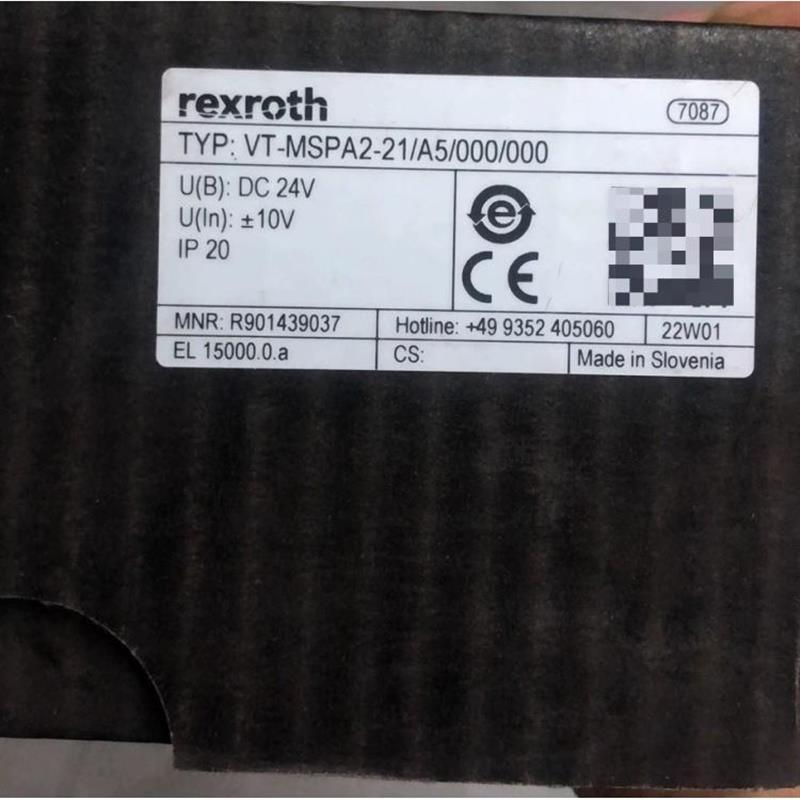 rexroth
7087
TYP: VT-MSPA2-21/A5/000/000
U(B): DC 24V
U(In): ±10V
IP 20
e
CE
MNR: R901439037
Hotline: +49 9352 405060
22W01
EL 15000.0.a
CS:
Made in Slovenia